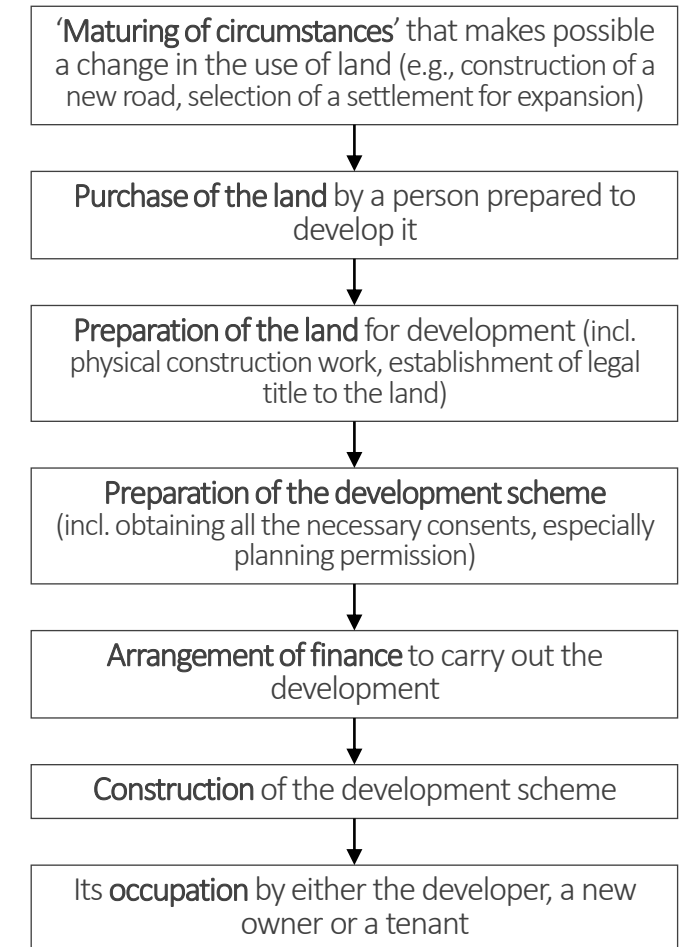 ‘Maturing of circumstances’ that makes possible
a change in the use of land (e.g., construction of a
new road, selection of a settlement for expansion)
Purchase of the land by a person prepared to
develop it
Preparation of the land for development (incl.
physical construction work, establishment of legal
title to the land)
Preparation of the development scheme
(incl. obtaining all the necessary consents, especially
planning permission)
Arrangement of finance to carry out the
development
Construction of the development scheme
Its occupation by either the developer, a new
owner or a tenant